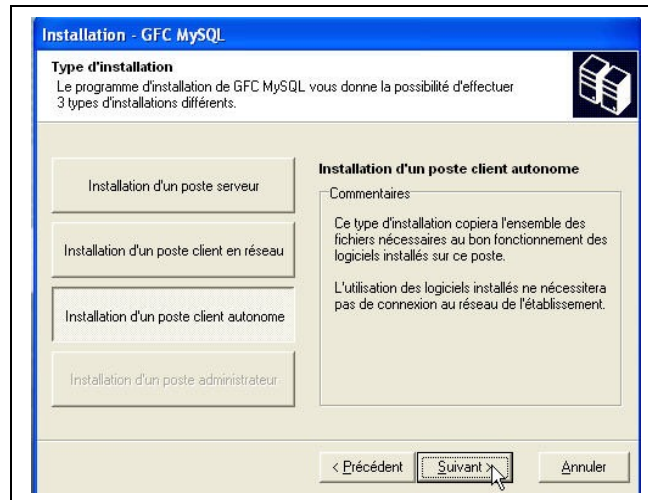 Installation - GFC MySQL
Type d'installation
Le programme d'installation de GFC MySQL vous donne la possibilité d'effectuer
3 types d'installations différents.
Installation d'un poste serveur
Installation d'un poste client en réseau
Installation d'un poste client autonome
Installation d'un poste administrateur
Installation d'un poste client autonome
Commentaires
Ce type d'installation copiera l'ensemble des
fichiers nécessaires au bon fonctionnement des
logiciels installés sur ce poste.
L'utilisation des logiciels installés ne nécessitera
pas de connexion au réseau de l'établissement.
< Précédent
Suivant >
Annuler